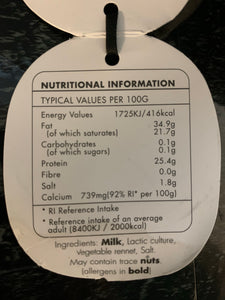 NUTRITIONAL INFORMATION
TYPICAL VALUES PER 100G
Energy Values 1725KJ/416kcal
Fat 34.9g
(of which saturates) 21.7g
Carbohydrates 0.1g
(of which sugars) 0.1g
Protein 25.4g
Fibre 0.0g
Salt 1.8g
Calcium 739mg(92% RI* per 100g)
* RI Reference Intake
* Reference intake of an average
adult (8400KJ / 2000kcal)
Ingredients: Milk, Lactic culture,
Vegetable rennet, Salt.
May contain trace nuts
(allergens in bold)